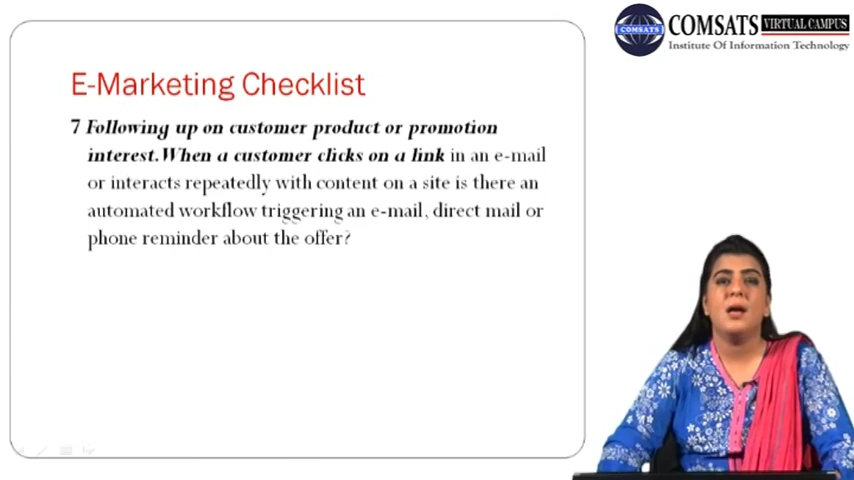 COMSATS VIRTUAL CAMPUS
Institute Of Information Technology
COMSATS
E-Marketing Checklist
7 Following up on customer product or promotion
interest. When a customer clicks on a link in an e-mail
or interacts repeatedly with content on a site is there an
automated workflow triggering an e-mail, direct mail or
phone reminder about the offer?